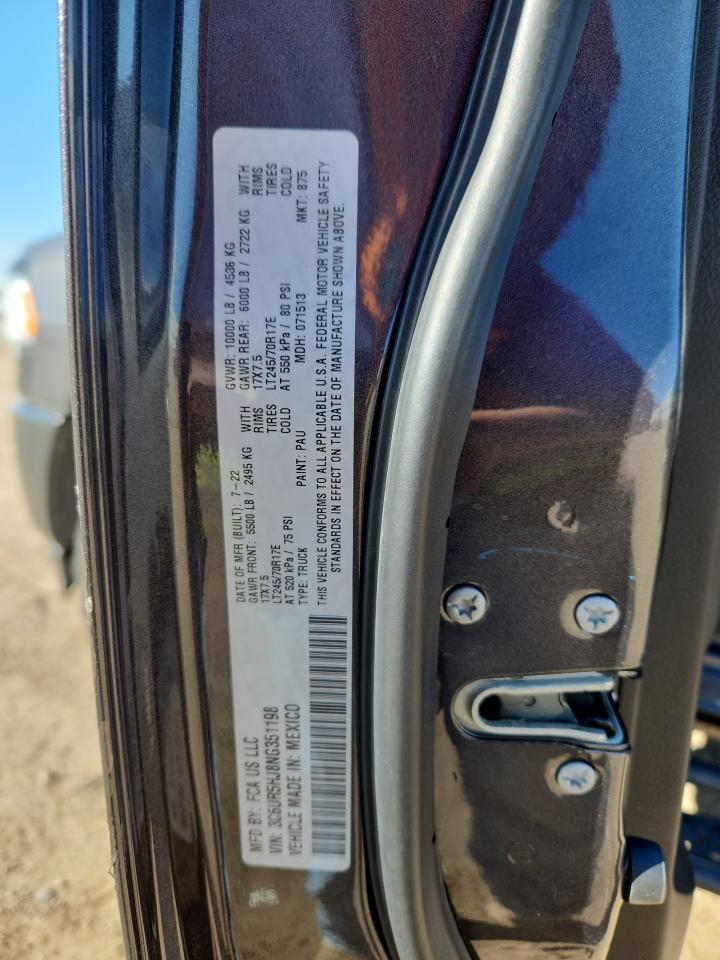 MFD BY: FCA US LLC
DATE OF MFR (BUILT): 7-22 GVWR: 10000 LB / 4536 KG
GAWR FRONT: 5500 LB / 2495 KG WITH GAWR REAR: 6000 LB / 2722 KG WITH
17X7.5 RIMS 17X7.5 RIMS
LT245/70R17E TIRES LT245/70R17E TIRES
AT 520 kPa / 75 PSI COLD AT 550 kPa / 80 PSI COLD
VIN: 3C6UR5HJ8NG351198 TYPE: TRUCK PAINT: PAU MDH: 071513 MKT: 875
VEHICLE MADE IN: MEXICO
THIS VEHICLE CONFORMS TO ALL APPLICABLE U.S.A. FEDERAL MOTOR VEHICLE SAFETY
STANDARDS IN EFFECT ON THE DATE OF MANUFACTURE SHOWN ABOVE.